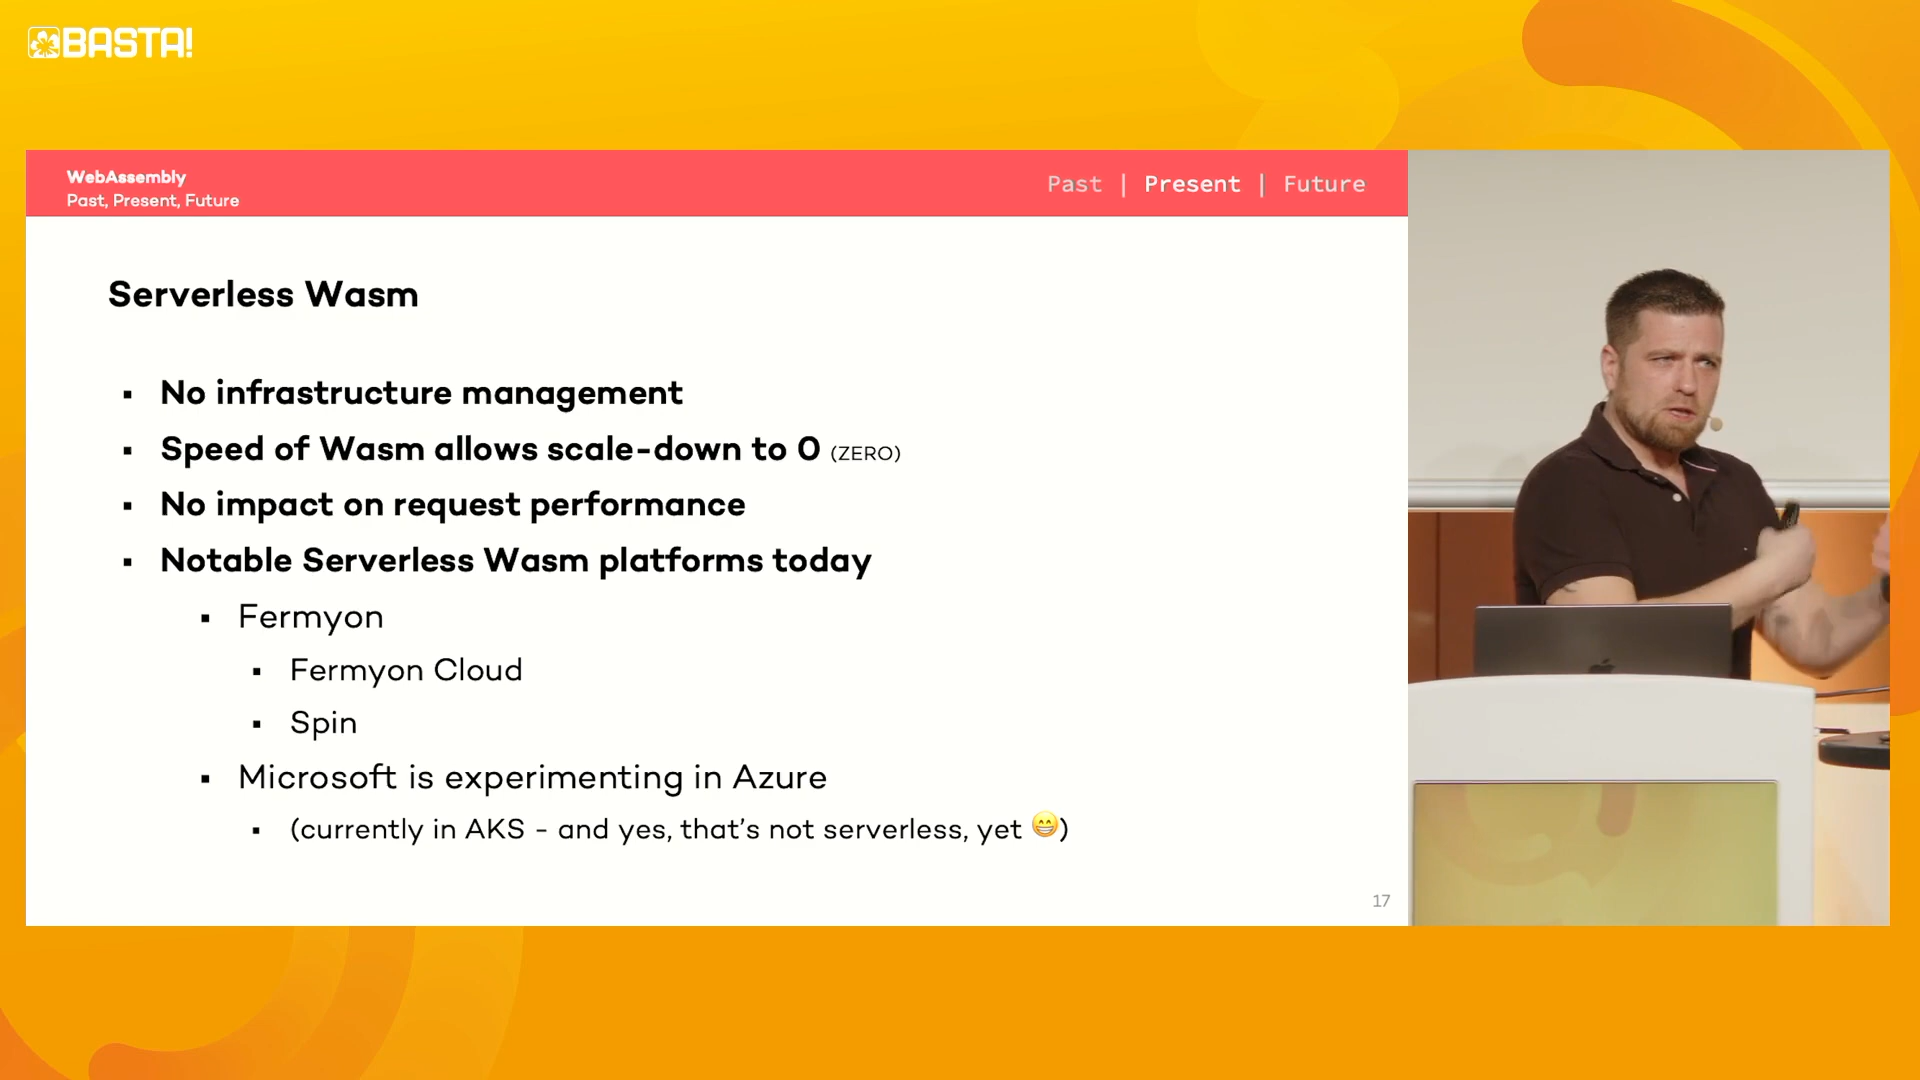 BASTA!
WebAssembly
Past, Present, Future
Past | Present | Future
Serverless Wasm
▪ No infrastructure management
▪ Speed of Wasm allows scale-down to 0 (ZERO)
▪ No impact on request performance
▪ Notable Serverless Wasm platforms today
▪ Fermyon
▪ Fermyon Cloud
▪ Spin
▪ Microsoft is experimenting in Azure
▪ (currently in AKS - and yes, that’s not serverless, yet 😁)
17